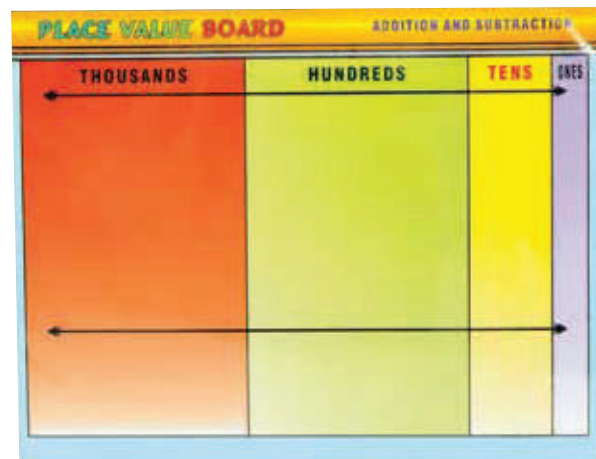 PLACE VALUE BOARD ADDITION AND SUBTRACTION
THOUSANDS HUNDREDS TENS ONES